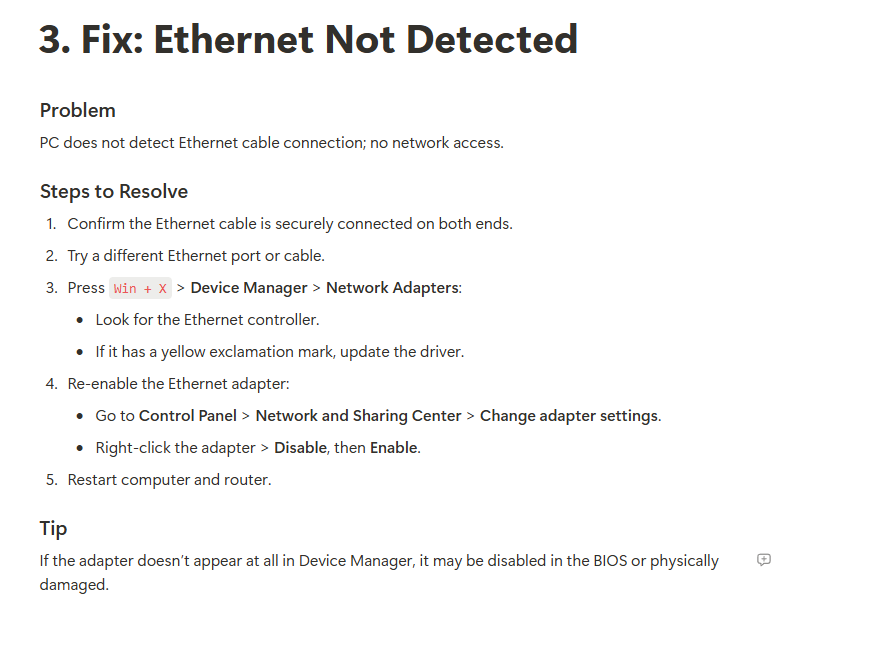 3. Fix: Ethernet Not Detected
Problem
PC does not detect Ethernet cable connection; no network access.
Steps to Resolve
1. Confirm the Ethernet cable is securely connected on both ends.
2. Try a different Ethernet port or cable.
3. Press Win + X > Device Manager > Network Adapters:
• Look for the Ethernet controller.
• If it has a yellow exclamation mark, update the driver.
4. Re-enable the Ethernet adapter:
• Go to Control Panel > Network and Sharing Center > Change adapter settings.
• Right-click the adapter > Disable, then Enable.
5. Restart computer and router.
Tip
If the adapter doesn’t appear at all in Device Manager, it may be disabled in the BIOS or physically
damaged.